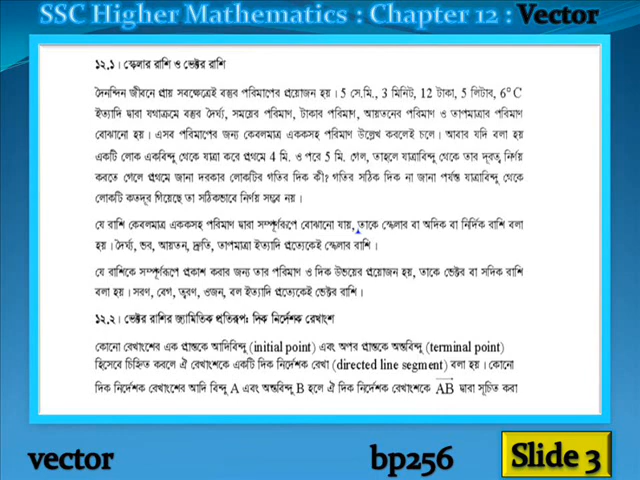 SSC Higher Mathematics : Chapter 12 : Vector
১২.১। স্কেলার রাশি ও ভেক্টর রাশি
দৈনন্দিন জীবনে প্রায় সবক্ষেত্রেই বস্তুর পরিমাপের প্রয়োজন হয়। 5 সে.মি., 3 মিনিট, 12 টাকা, 5 লিটার, 6°C
ইত্যাদি দ্বারা যথাক্রমে বস্তুর দৈর্ঘ্য, সময়ের পরিমাণ, টাকার পরিমাণ, আয়তনের পরিমাণ ও তাপমাত্রার পরিমাণ
বোঝানো হয়। এসব পরিমাপের জন্য কেবলমাত্র এককসহ পরিমাণ উল্লেখ করলেই চলে। আবার যদি বলা হয়
একটি লোক একবিন্দু থেকে যাত্রা করে প্রথমে 4 মি. ও পরে 5 মি. গেল, তাহলে যাত্রাবিন্দু থেকে তার দূরত্ব নির্ণয়
করতে গেলে প্রথমে জানা দরকার লোকটির গতির দিক কী? গতির সঠিক দিক না জানা পর্যন্ত যাত্রাবিন্দু থেকে
লোকটি কতদূর গিয়েছে তা সঠিকভাবে নির্ণয় সম্ভব নয়।
যে রাশি কেবলমাত্র এককসহ পরিমাণ দ্বারা সম্পূর্ণরূপে বোঝানো যায়, তাকে স্কেলার বা অদিক বা নির্দিক রাশি বলা
হয়। দৈর্ঘ্য, ভর, আয়তন, দ্রুতি, তাপমাত্রা ইত্যাদি প্রত্যেকেই স্কেলার রাশি।
যে রাশিকে সম্পূর্ণরূপে প্রকাশ করার জন্য তার পরিমাণ ও দিক উভয়ের প্রয়োজন হয়, তাকে ভেক্টর বা সদিক রাশি
বলা হয়। সরণ, বেগ, ত্বরণ, ওজন, বল ইত্যাদি প্রত্যেকেই ভেক্টর রাশি।
১২.২। ভেক্টর রাশির জ্যামিতিক প্রতিরূপ: দিক নির্দেশক রেখাংশ
কোনো রেখাংশের এক প্রান্তকে আদিবিন্দু (initial point) এবং অপর প্রান্তকে অন্তবিন্দু (terminal point)
হিসেবে চিহ্নিত করলে ঐ রেখাংশকে একটি দিক নির্দেশক রেখা (directed line segment) বলা হয়। কোনো
দিক নির্দেশক রেখাংশের আদি বিন্দু A এবং অন্তবিন্দু B হলে ঐ দিক নির্দেশক রেখাংশকে AB দ্বারা সূচিত করা
vector
bp256
Slide 3